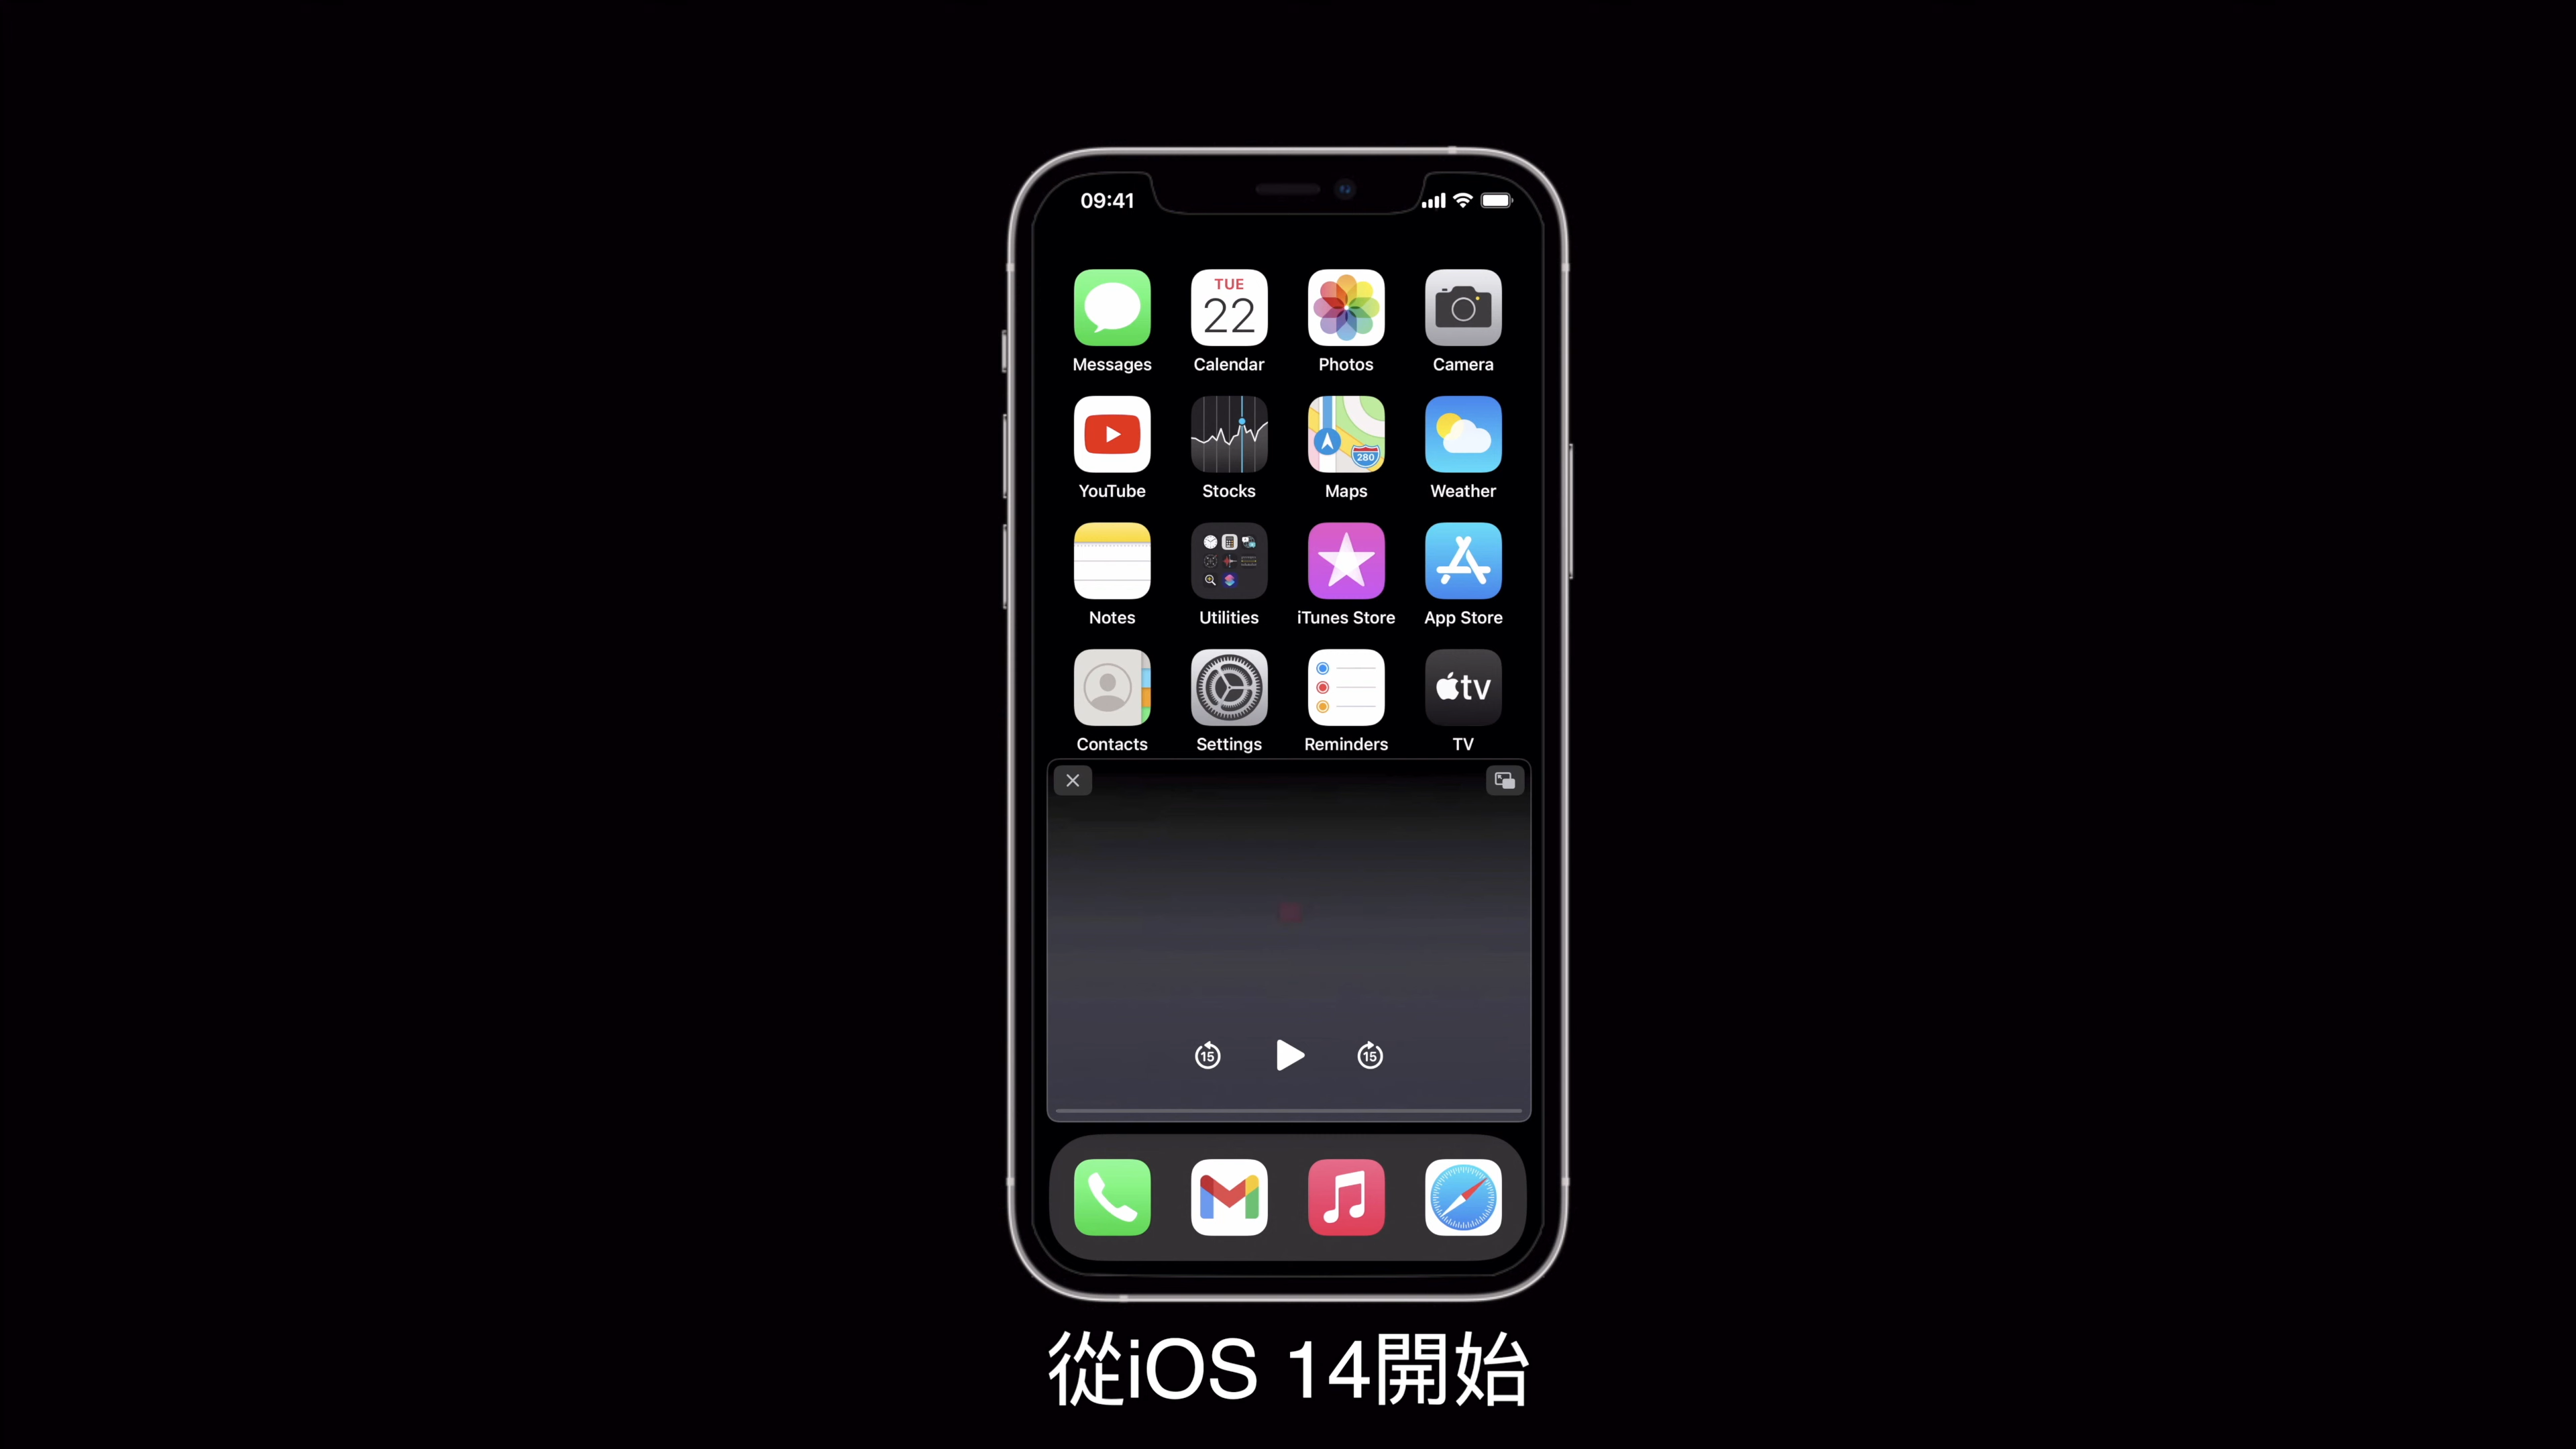 09:41
TUE
22
Messages Calendar Photos Camera
280
YouTube Stocks Maps Weather
Notes Utilities iTunes Store App Store
tv
Contacts Settings Reminders TV
15 15
從iOS 14開始